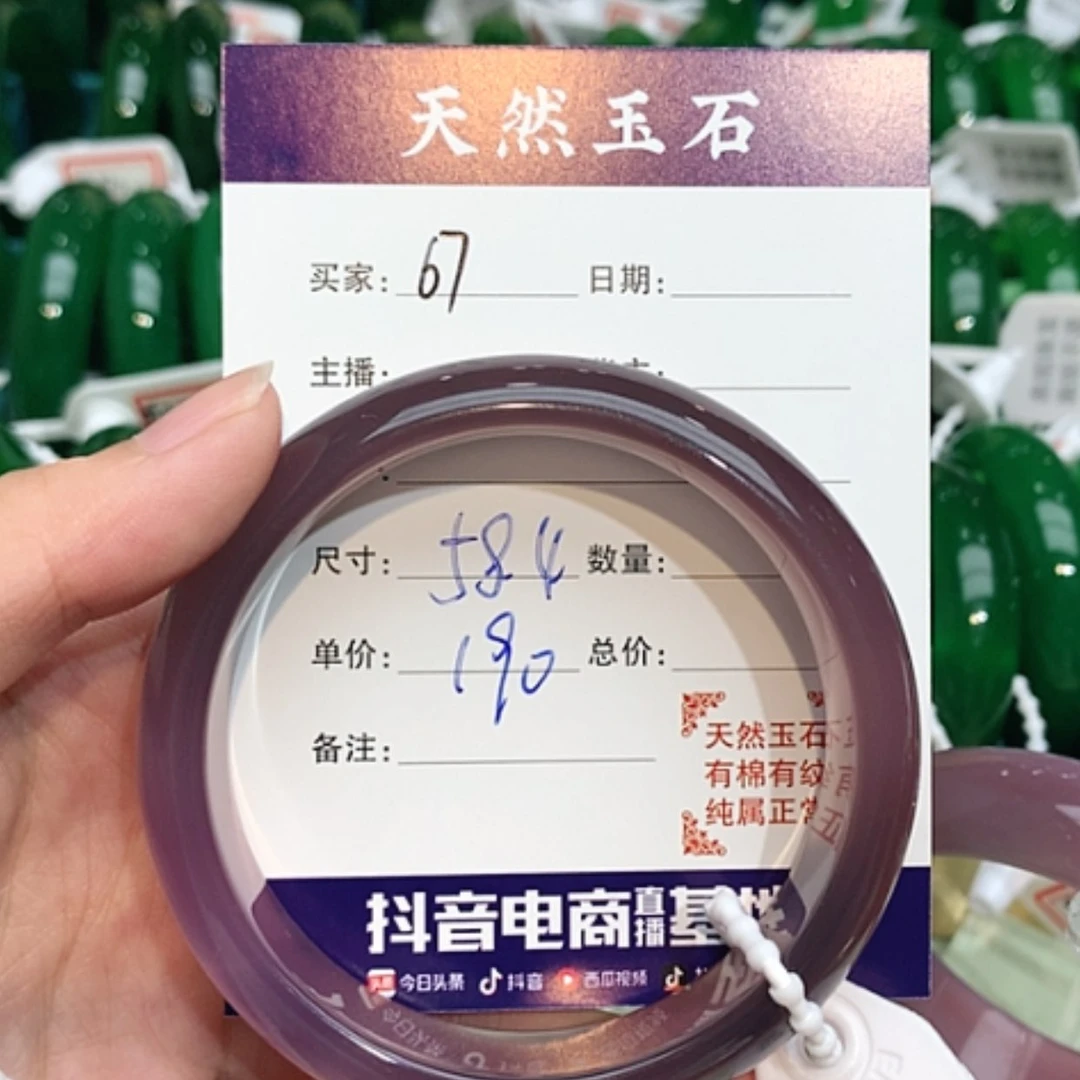 天然玉石
买家: 67 日期:
主播:
尺寸: 584 数量:
单价: 190 总价:
备注:
天然玉石
有棉有纹
纯属正常
抖音电商直播基地
今日头条 抖音 西瓜视频